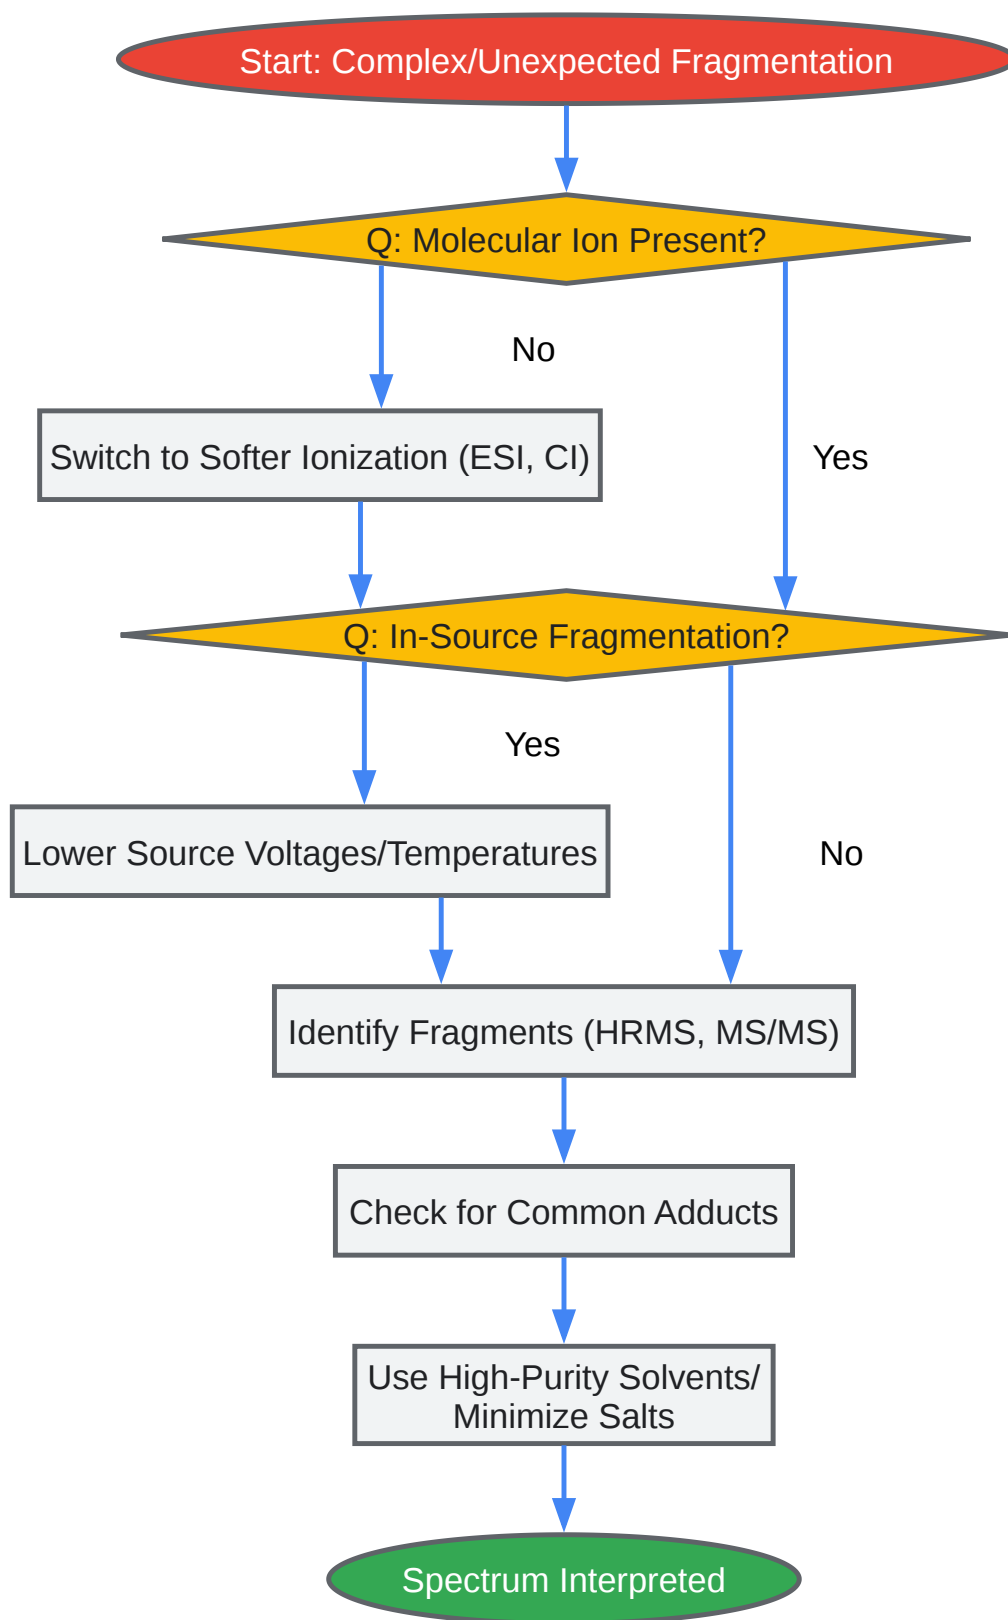 Start: Complex/Unexpected Fragmentation
Q: Molecular Ion Present?
No
Switch to Softer Ionization (ESI, CI)
Yes
Q: In-Source Fragmentation?
Yes
Lower Source Voltages/Temperatures
No
Identify Fragments (HRMS, MS/MS)
Check for Common Adducts
Use High-Purity Solvents/
Minimize Salts
Spectrum Interpreted